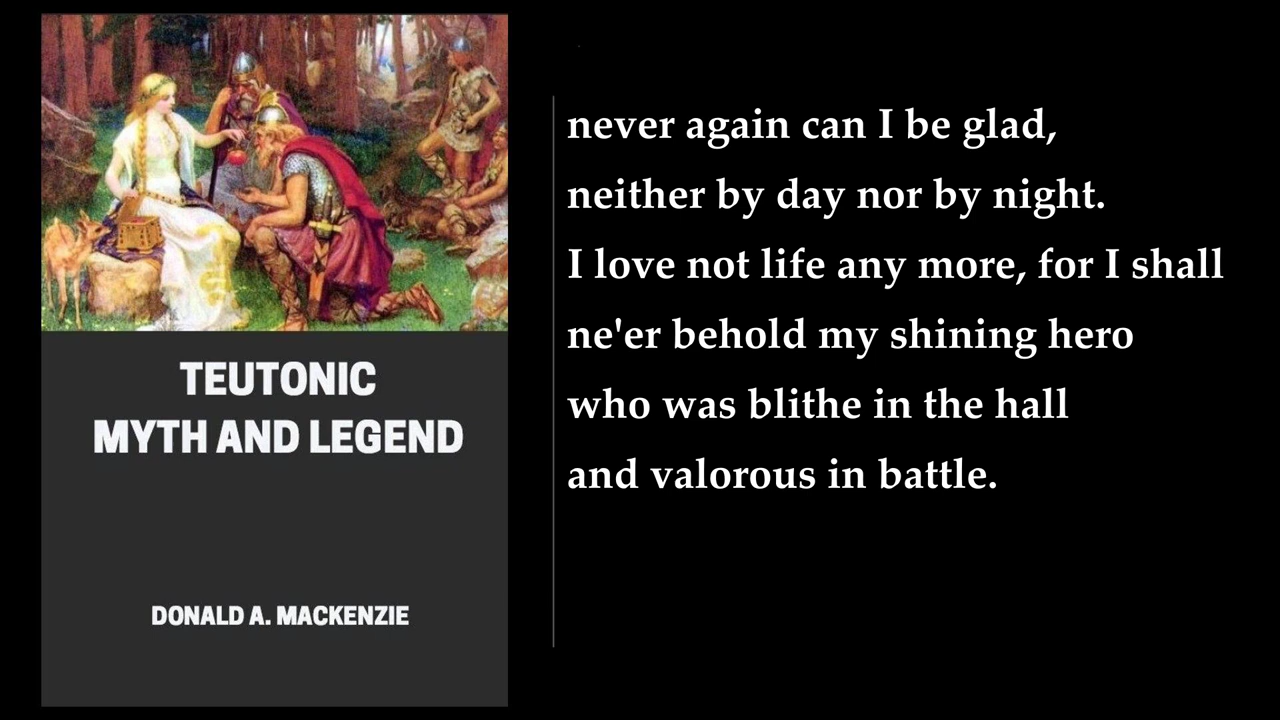 TEUTONIC
MYTH AND LEGEND
DONALD A. MACKENZIE
never again can I be glad,
neither by day nor by night.
I love not life any more, for I shall
ne'er behold my shining hero
who was blithe in the hall
and valorous in battle.